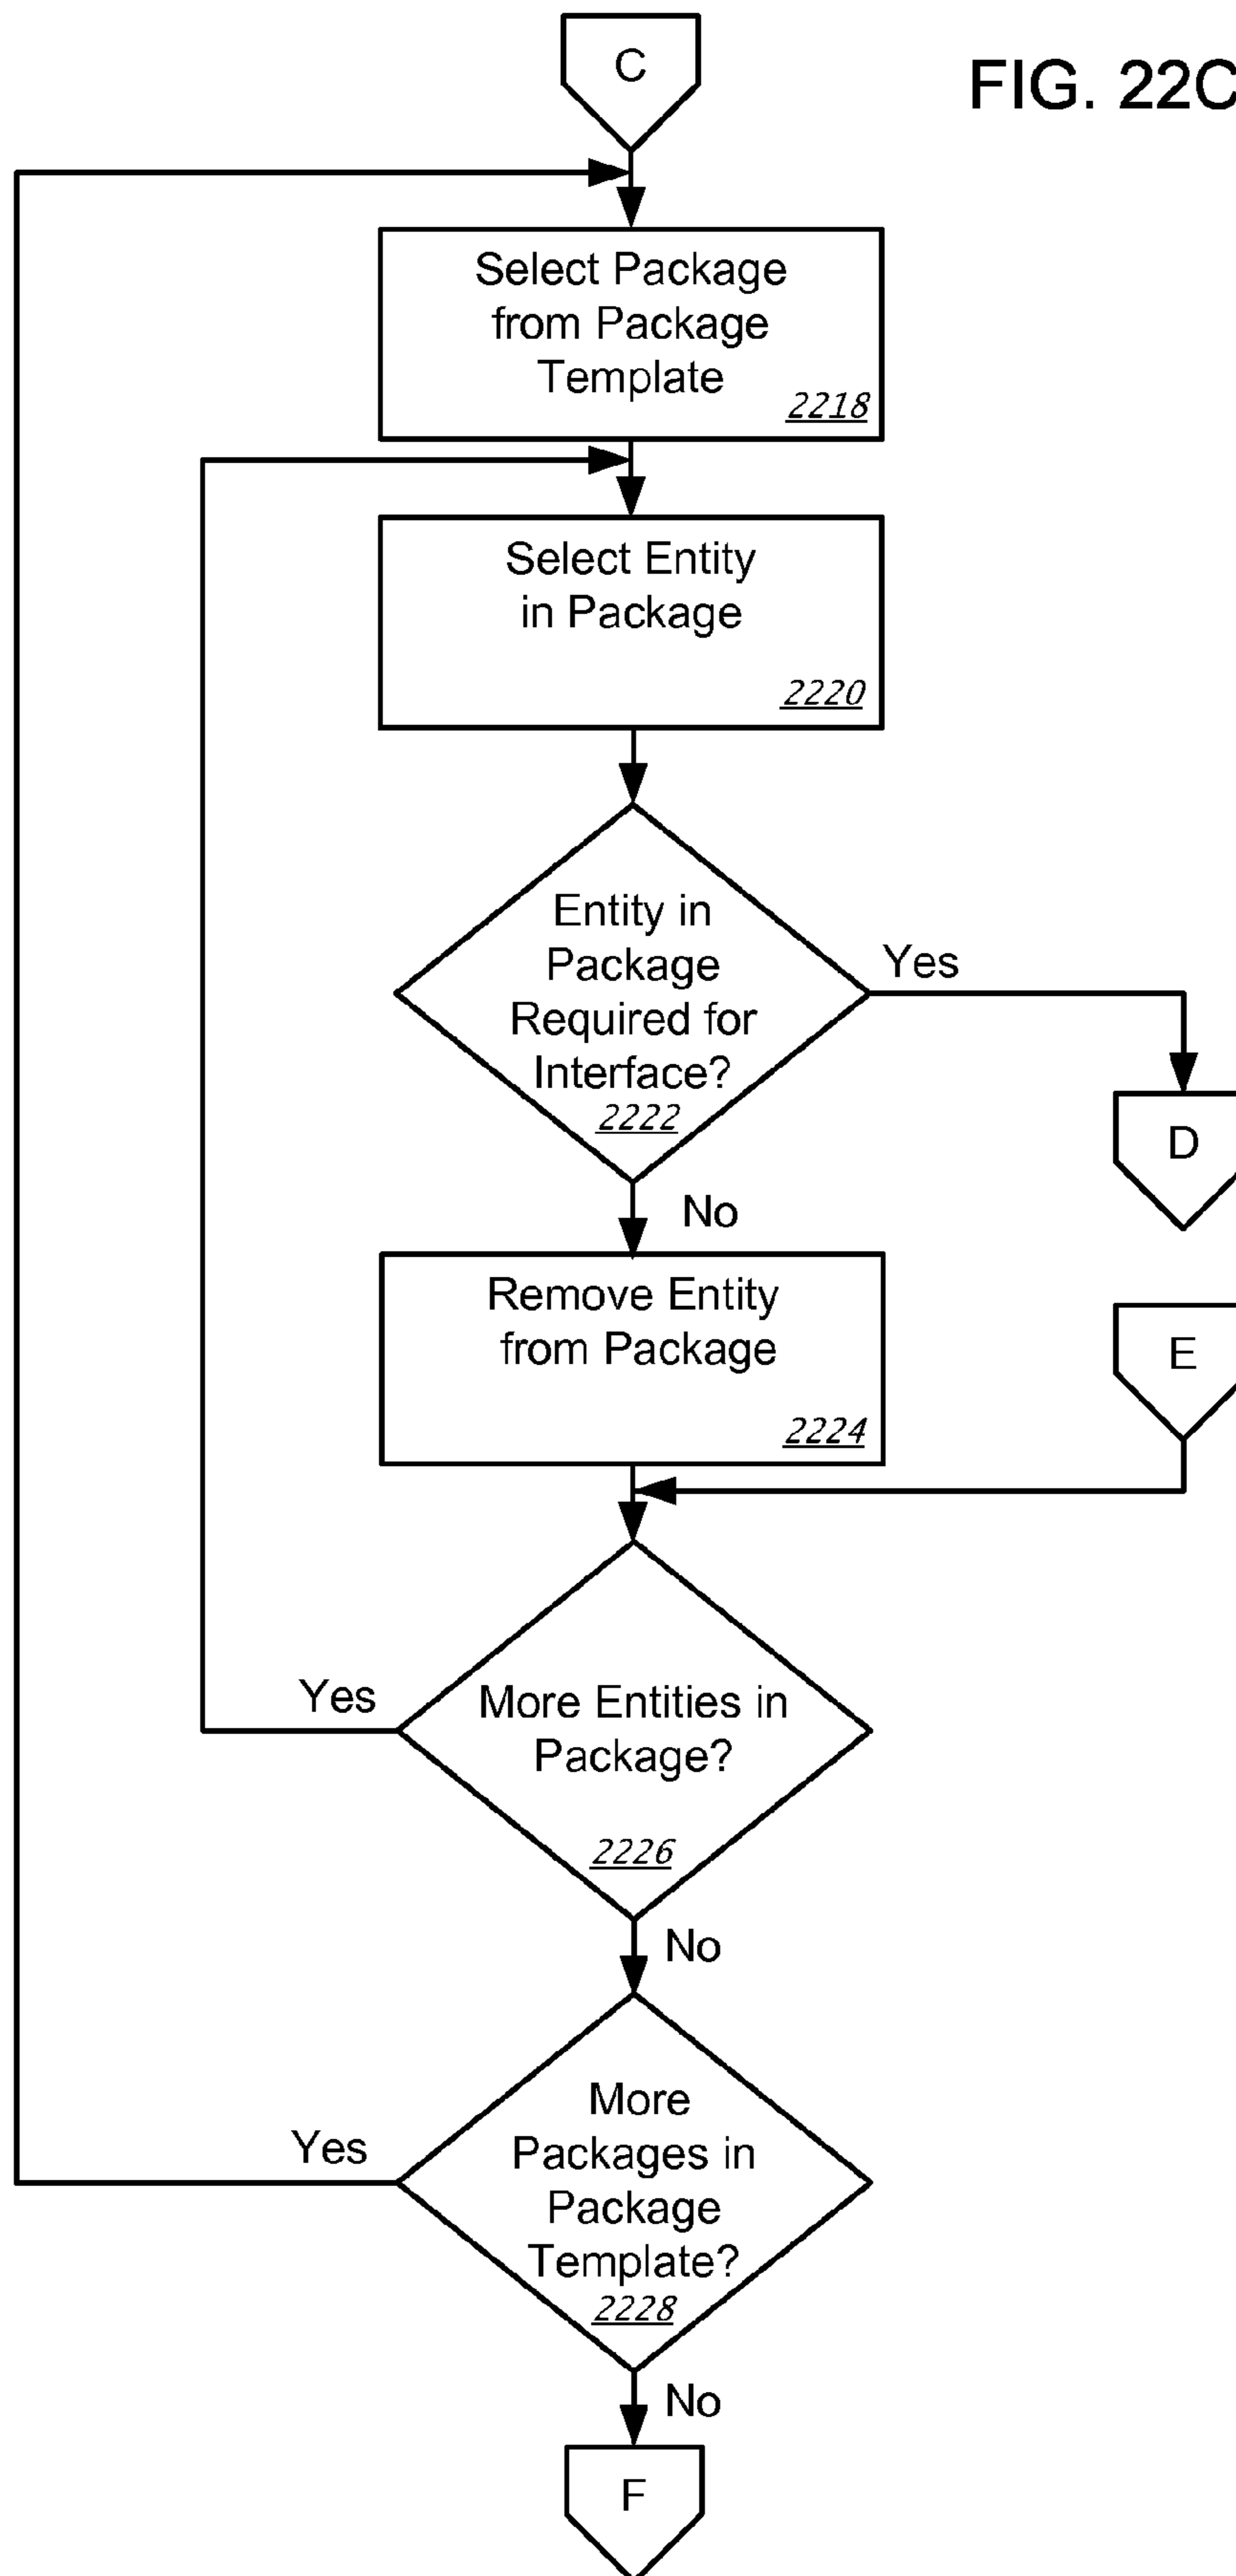 C
FIG. 22C
Select Package
from Package
Template
2218
Select Entity
in Package
2220
Entity in
Package
Required for
Interface?
2222
Yes
D
No
Remove Entity
from Package
2224
E
Yes
More Entities in
Package?
2226
No
Yes
More
Packages in
Package
Template?
2228
No
F